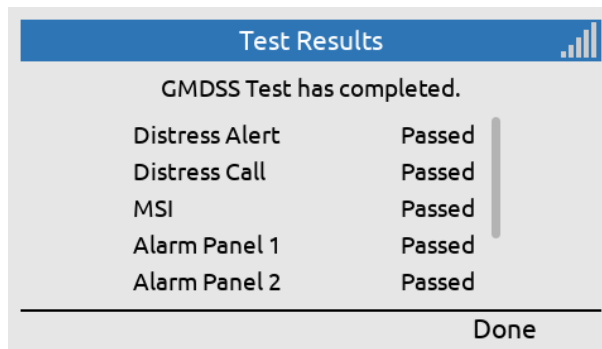 Test Results
GMDSS Test has completed.
Distress Alert Passed
Distress Call Passed
MSI Passed
Alarm Panel 1 Passed
Alarm Panel 2 Passed
Done